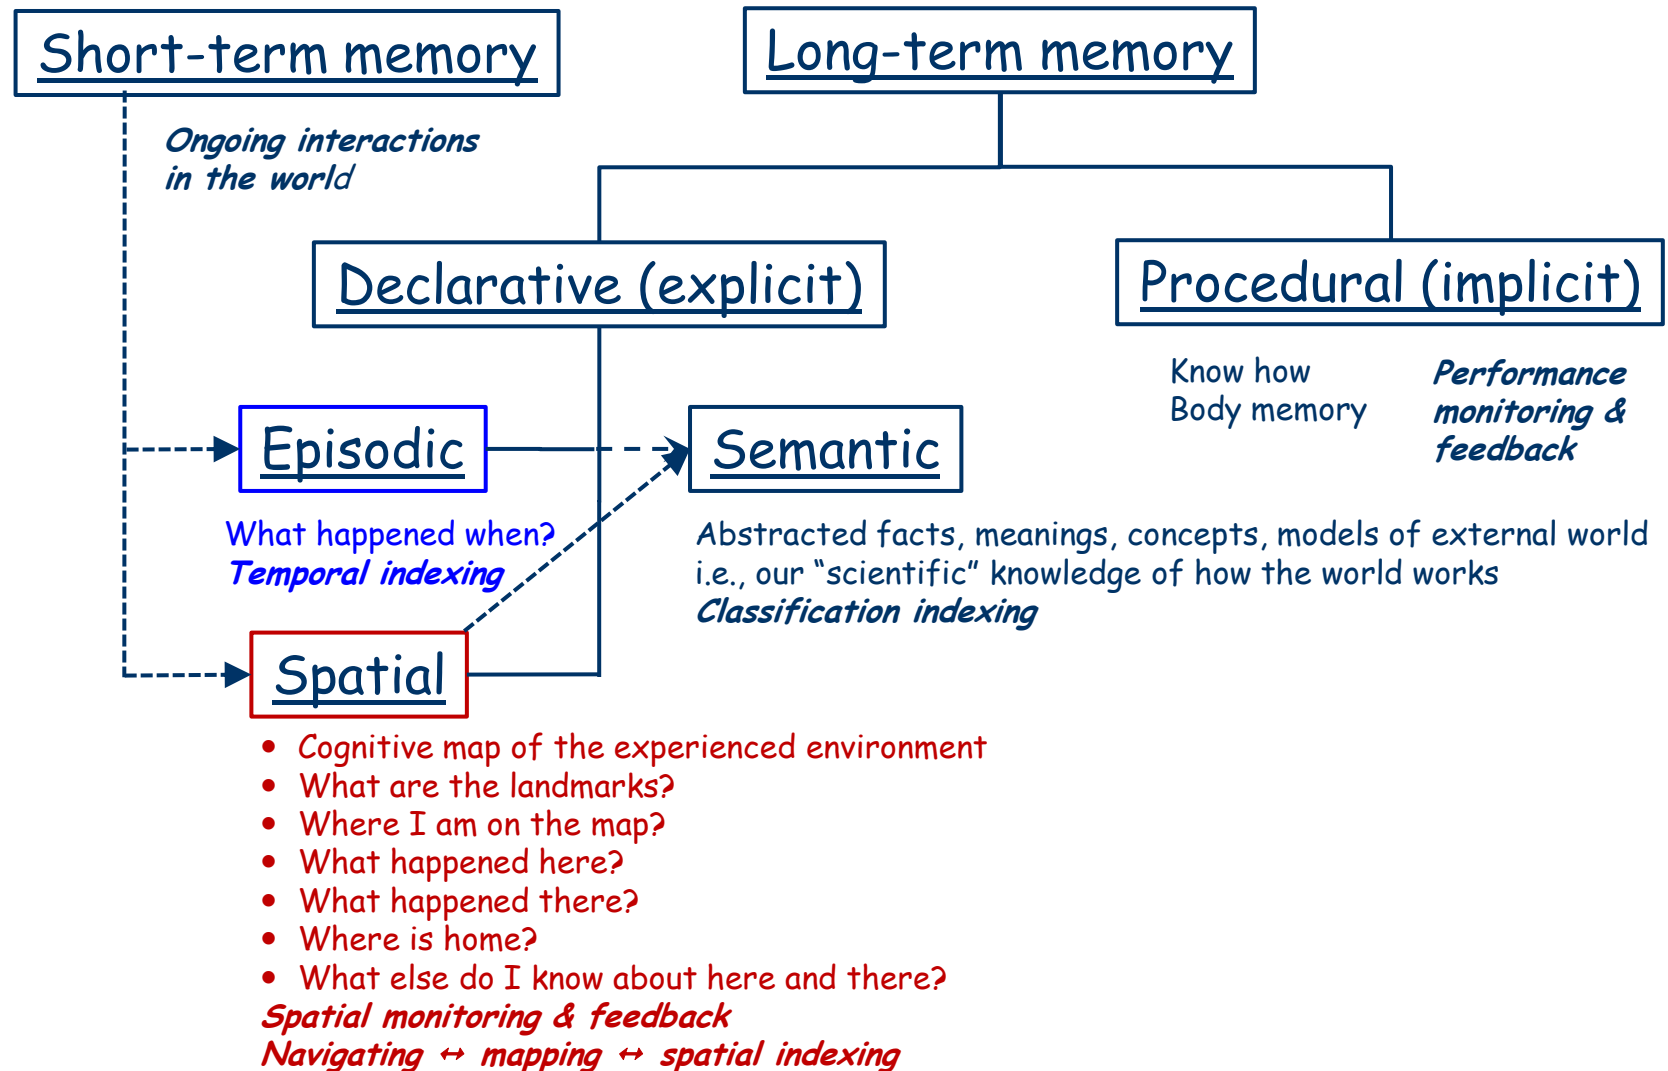 Short-term memory
Long-term memory
Ongoing interactions
in the world
Declarative (explicit)
Procedural (implicit)
Know how
Body memory
Performance
monitoring &
feedback
Episodic
Semantic
What happened when?
Temporal indexing
Abstracted facts, meanings, concepts, models of external world
i.e., our “scientific” knowledge of how the world works
Classification indexing
Spatial
• Cognitive map of the experienced environment
• What are the landmarks?
• Where I am on the map?
• What happened here?
• What happened there?
• Where is home?
• What else do I know about here and there?
Spatial monitoring & feedback
Navigating ↔ mapping ↔ spatial indexing